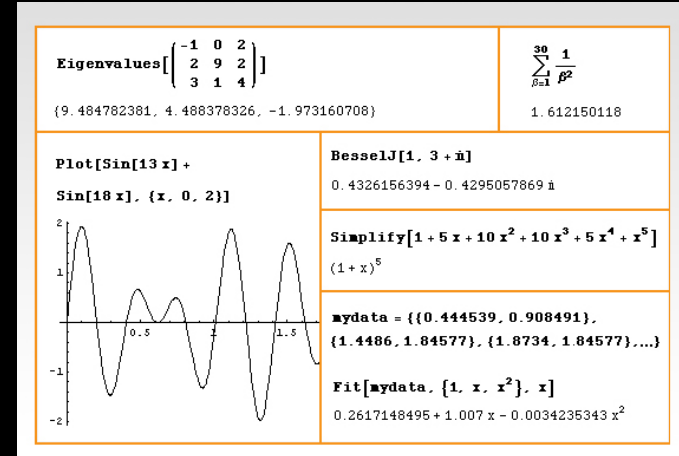 Eigenvalues[(-1 0 2
2 9 2
3 1 4)]
{9.484782381, 4.488378326, -1.973160708}
30
∑ 1/β²
β=1
1.612150118
Plot[Sin[13 x] +
Sin[18 x], {x, 0, 2}]
2
1
0.5 1 1.5
-1
-2
BesselJ[1, 3 + ⅈ]
0.4326156394 - 0.4295057869 ⅈ
Simplify[1 + 5 x + 10 x² + 10 x³ + 5 x⁴ + x⁵]
(1 + x)⁵
mydata = {{0.444539, 0.908491},
{1.4486, 1.84577}, {1.8734, 1.84577},...}
Fit[mydata, {1, x, x²}, x]
0.2617148495 + 1.007 x - 0.0034235343 x²